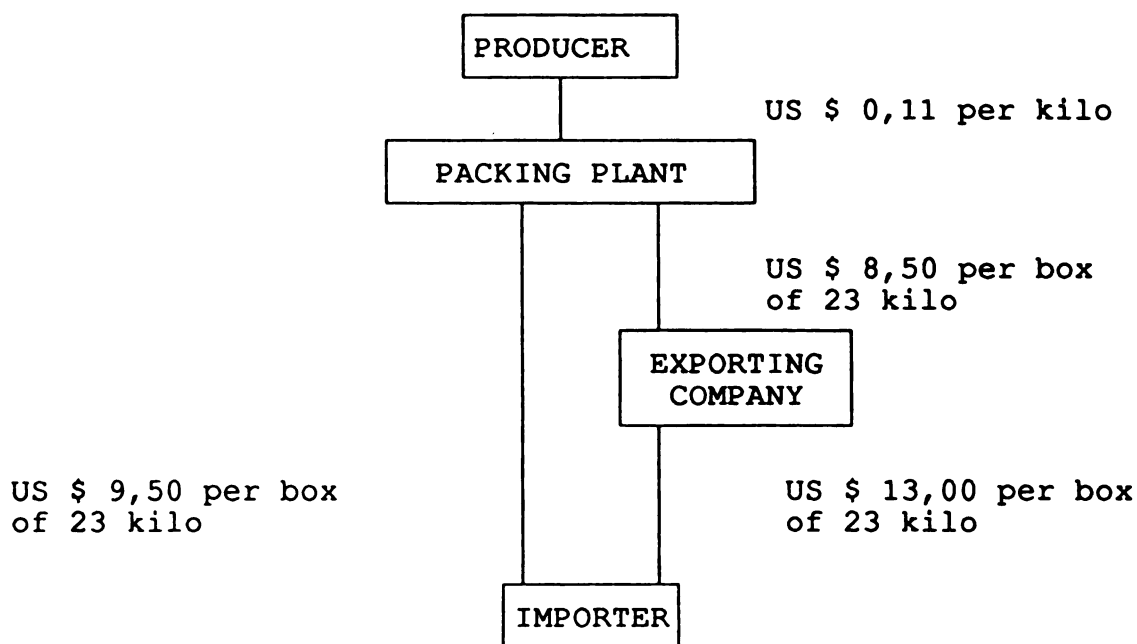 PRODUCER
US $ 0,11 per kilo
PACKING PLANT
US $ 8,50 per box
of 23 kilo
EXPORTING
COMPANY
US $ 9,50 per box
of 23 kilo
US $ 13,00 per box
of 23 kilo
IMPORTER